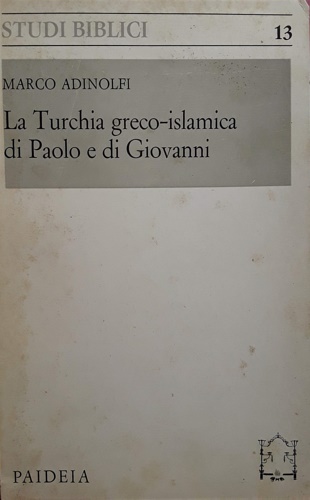 STUDI BIBLICI 13
MARCO ADINOLFI
La Turchia greco-islamica
di Paolo e di Giovanni
PAIDEIA